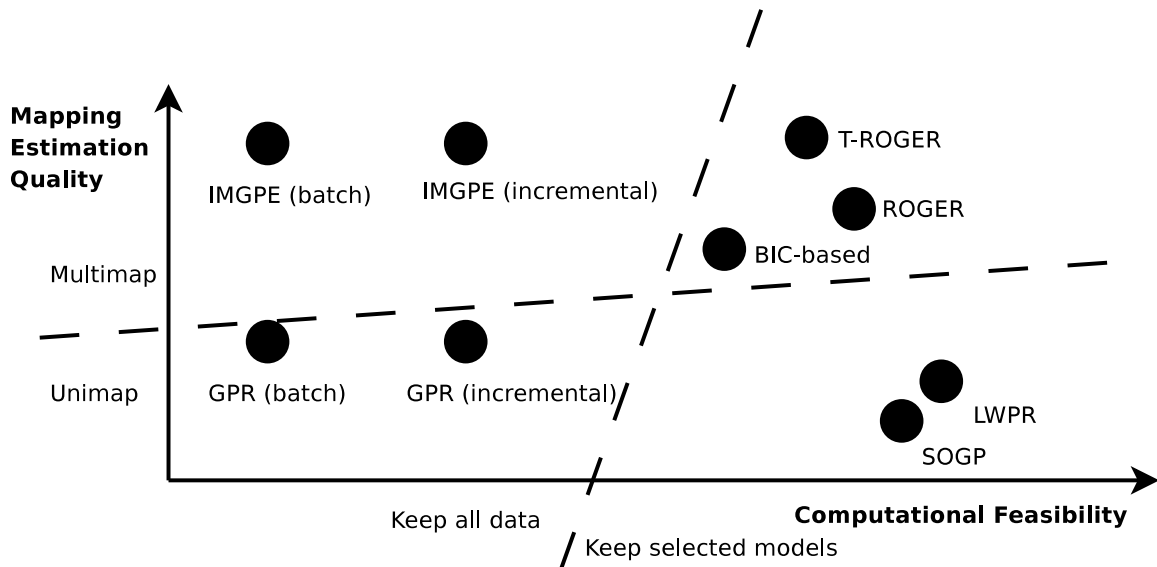 Mapping
Estimation
Quality
T-ROGER
IMGPE (batch)
IMGPE (incremental)
ROGER
BIC-based
Multimap
Unimap
GPR (batch)
GPR (incremental)
LWPR
SOGP
Keep all data
Computational Feasibility
Keep selected models